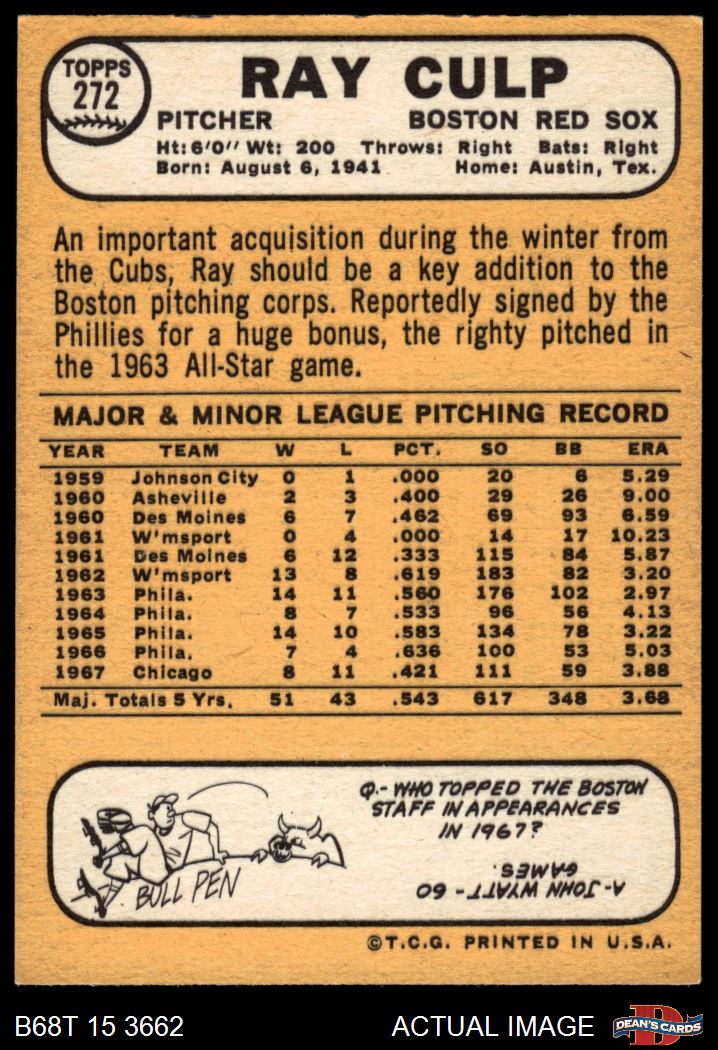 TOPPS
272
RAY CULP
PITCHER BOSTON RED SOX
Ht: 6'0" Wt: 200 Throws: Right Bats: Right
Born: August 6, 1941 Home: Austin, Tex.
An important acquisition during the winter from
the Cubs, Ray should be a key addition to the
Boston pitching corps. Reportedly signed by the
Phillies for a huge bonus, the righty pitched in
the 1963 All-Star game.
MAJOR & MINOR LEAGUE PITCHING RECORD
YEAR TEAM W L PCT. SO BB ERA
1959 Johnson City 0 1 .000 20 6 5.29
1960 Asheville 2 3 .400 29 26 9.00
1960 Des Moines 6 7 .462 69 93 6.59
1961 W'msport 0 4 .000 14 17 10.23
1961 Des Moines 6 12 .333 115 84 5.87
1962 W'msport 13 8 .619 183 82 3.20
1963 Phila. 14 11 .560 176 102 2.97
1964 Phila. 8 7 .533 96 56 4.13
1965 Phila. 14 10 .583 134 78 3.22
1966 Phila. 7 4 .636 100 53 5.03
1967 Chicago 8 11 .421 111 59 3.88
Maj. Totals 5 Yrs. 51 43 .543 617 348 3.68
BULL PEN
Q.- WHO TOPPED THE BOSTON
STAFF IN APPEARANCES
IN 1967?
A-JOHN WYATT - 60
GAMES.
©T.C.G. PRINTED IN U.S.A.
B68T 15 3662 ACTUAL IMAGE D DEAN'S CARDS